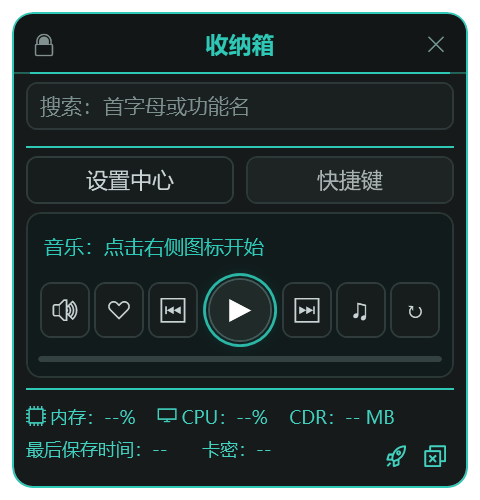 收纳箱
搜索：首字母或功能名
设置中心 快捷键
音乐：点击右侧图标开始
内存：--% CPU：--% CDR：-- MB
最后保存时间：-- 卡密：--